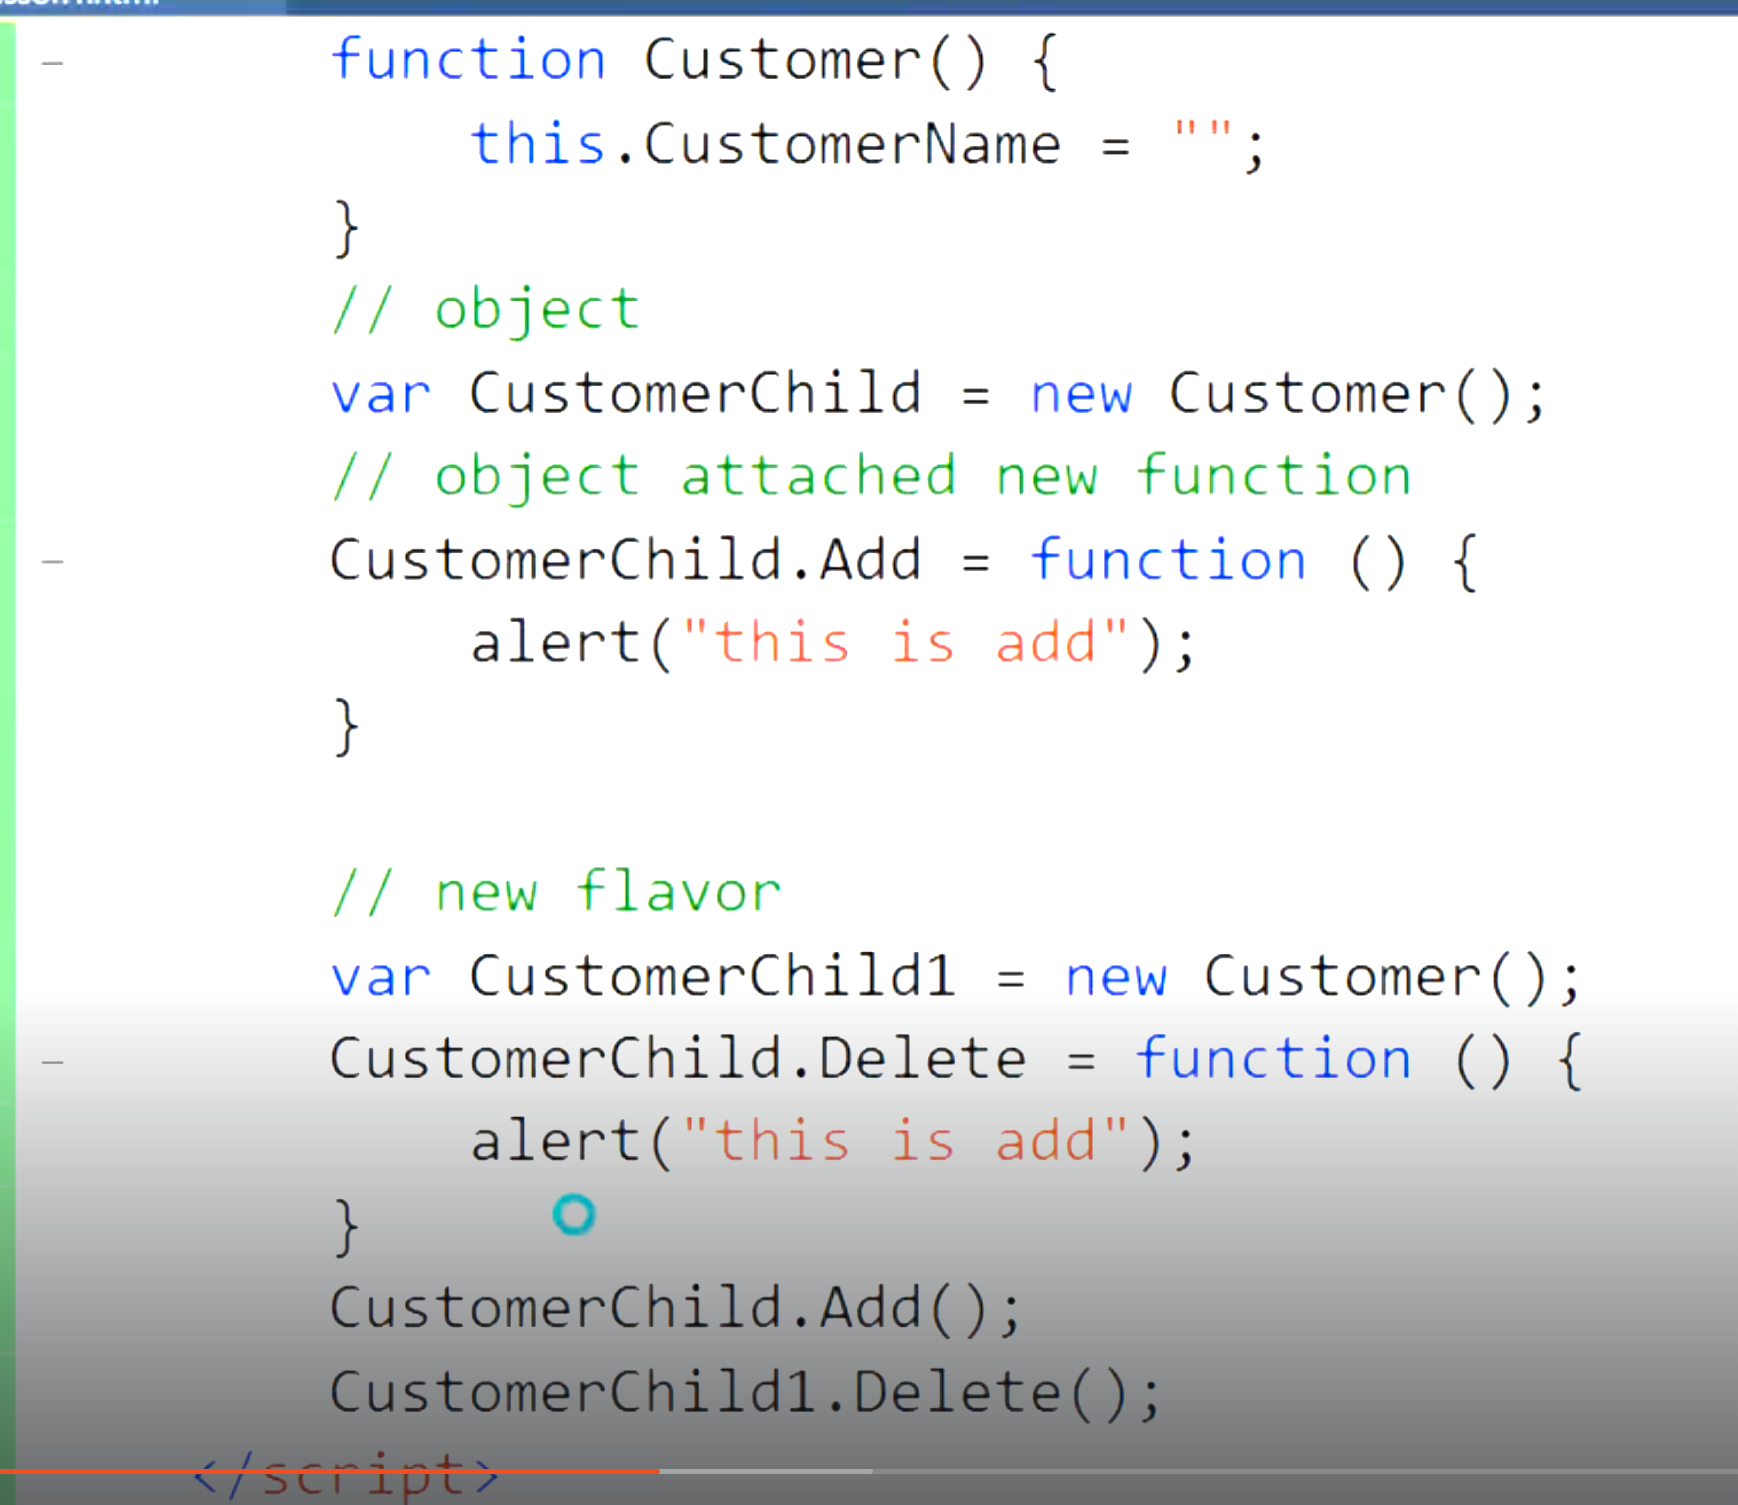 function Customer() {
this.CustomerName = "";
}
// object
var CustomerChild = new Customer();
// object attached new function
CustomerChild.Add = function () {
alert("this is add");
}
// new flavor
var CustomerChild1 = new Customer();
CustomerChild.Delete = function () {
alert("this is add");
}
CustomerChild.Add();
CustomerChild1.Delete();
</script>